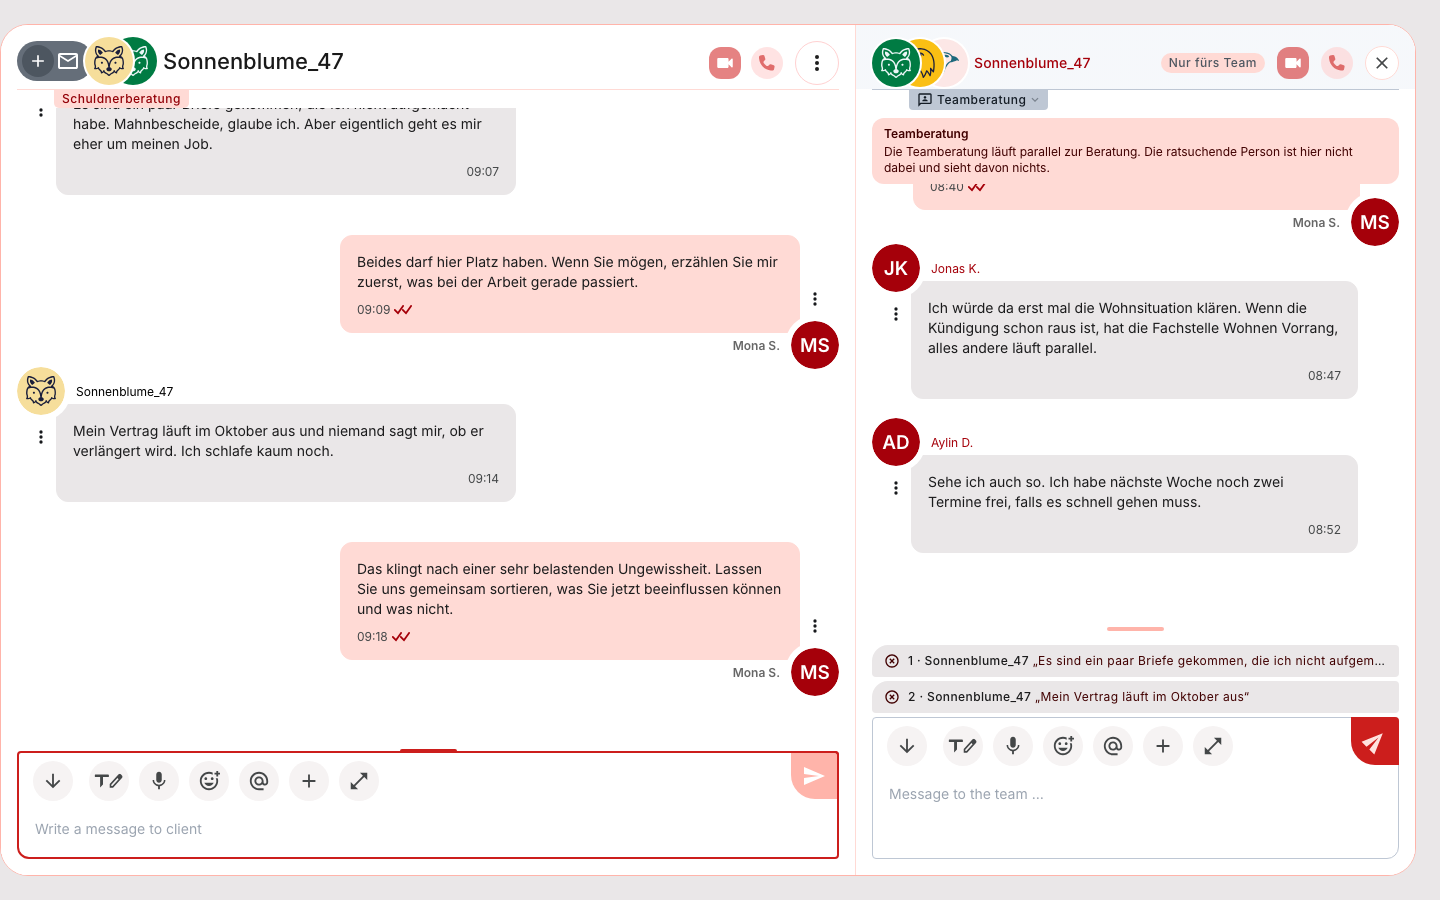 Sonnenblume_47
Schuldnerberatung
habe. Mahnbescheide, glaube ich. Aber eigentlich geht es mir
eher um meinen Job.
09:07
Beides darf hier Platz haben. Wenn Sie mögen, erzählen Sie mir
zuerst, was bei der Arbeit gerade passiert.
09:09
Mona S.
MS
Sonnenblume_47
Mein Vertrag läuft im Oktober aus und niemand sagt mir, ob er
verlängert wird. Ich schlafe kaum noch.
09:14
Das klingt nach einer sehr belastenden Ungewissheit. Lassen
Sie uns gemeinsam sortieren, was Sie jetzt beeinflussen können
und was nicht.
09:18
Mona S.
MS
Write a message to client
Sonnenblume_47
Nur fürs Team
Teamberatung
Teamberatung
Die Teamberatung läuft parallel zur Beratung. Die ratsuchende Person ist hier nicht
dabei und sieht davon nichts.
08:40
Mona S.
MS
JK
Jonas K.
Ich würde da erst mal die Wohnsituation klären. Wenn die
Kündigung schon raus ist, hat die Fachstelle Wohnen Vorrang,
alles andere läuft parallel.
08:47
AD
Aylin D.
Sehe ich auch so. Ich habe nächste Woche noch zwei
Termine frei, falls es schnell gehen muss.
08:52
1 · Sonnenblume_47 „Es sind ein paar Briefe gekommen, die ich nicht aufgem...
2 · Sonnenblume_47 „Mein Vertrag läuft im Oktober aus“
Message to the team ...